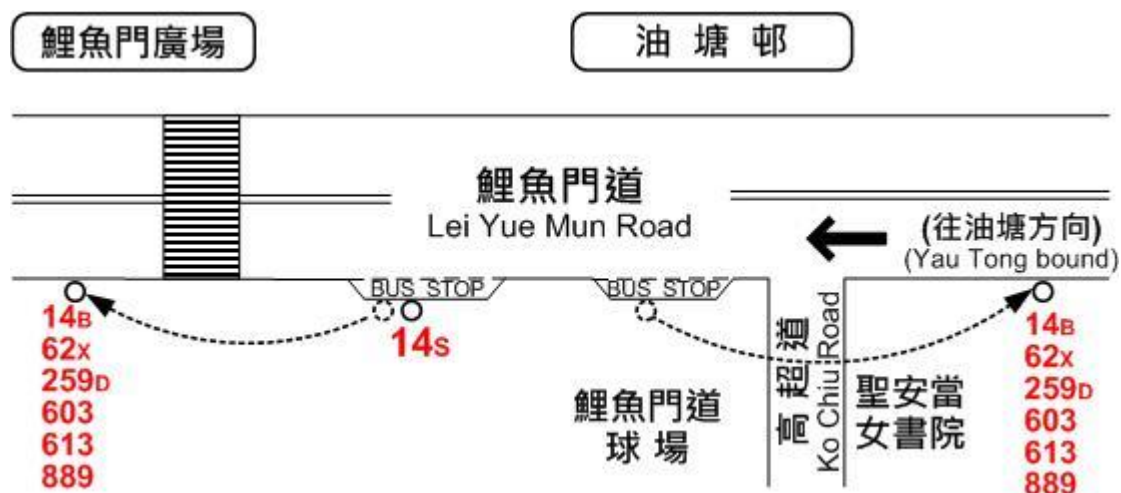 鯉魚門廣場
油塘邨
鯉魚門道
Lei Yue Mun Road
(往油塘方向)
(Yau Tong bound)
BUS STOP
BUS STOP
14B
62X
259D
603
613
889
14S
鯉魚門道
球場
高超道
Ko Chiu Road
聖安當
女書院
14B
62X
259D
603
613
889